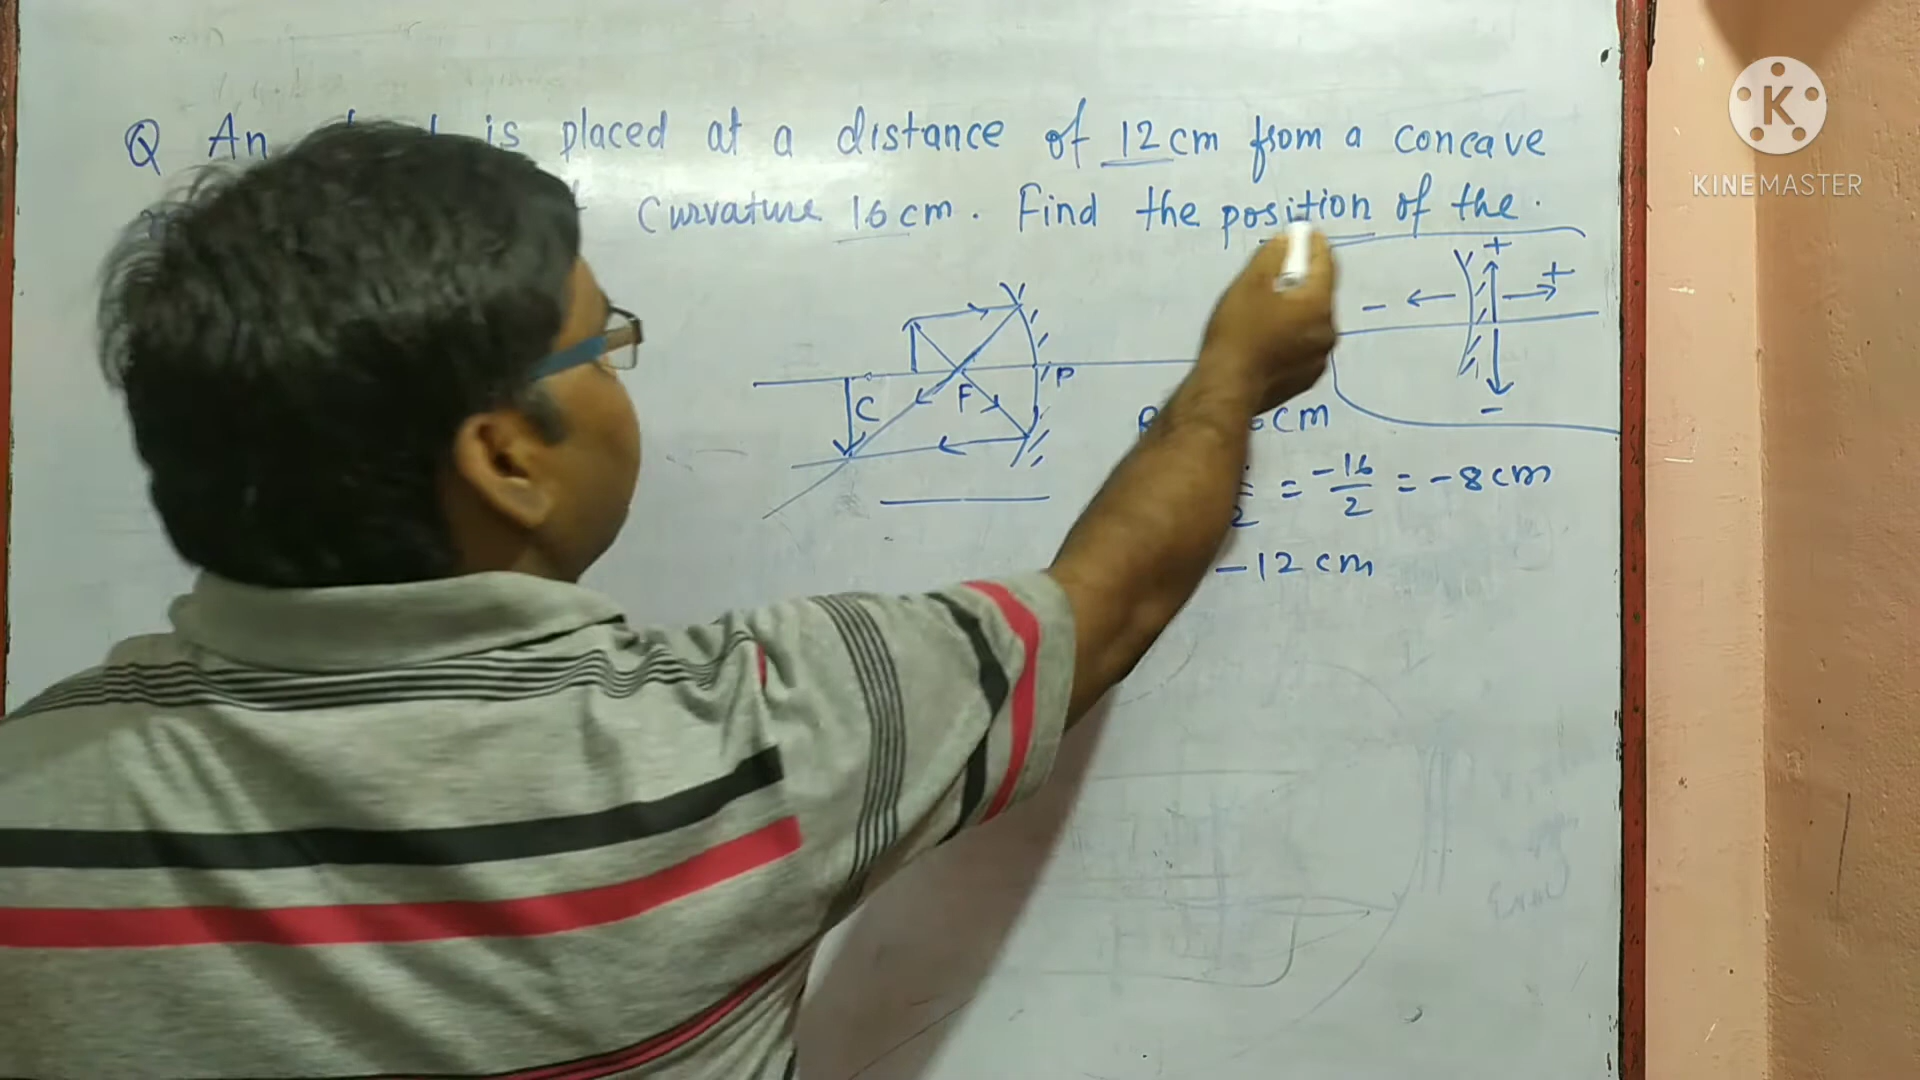 Q An is placed at a distance of 12cm from a concave
Curvature 16cm. Find the position of the.
KINEMASTER
K
+
+
-
-
C
F
P
cm
2 = -16/2 = -8cm
-12 cm